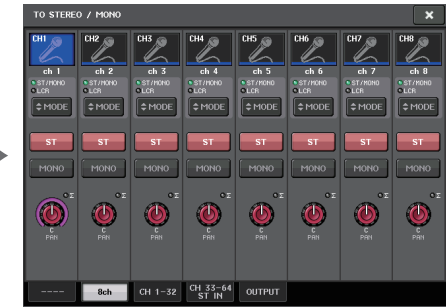 TO STEREO / MONO ×
CH1 CH2 CH3 CH4 CH5 CH6 CH7 CH8
ch 1 ch 2 ch 3 ch 4 ch 5 ch 6 ch 7 ch 8
ST/MONO ST/MONO ST/MONO ST/MONO ST/MONO ST/MONO ST/MONO ST/MONO
LCR LCR LCR LCR LCR LCR LCR LCR
MODE MODE MODE MODE MODE MODE MODE MODE
ST ST ST ST ST ST ST ST
MONO MONO MONO MONO MONO MONO MONO MONO
Σ Σ Σ Σ Σ Σ Σ Σ
C C C C C C C C
PAN PAN PAN PAN PAN PAN PAN PAN
---- 8ch CH 1-32 CH 33-64 OUTPUT
ST IN